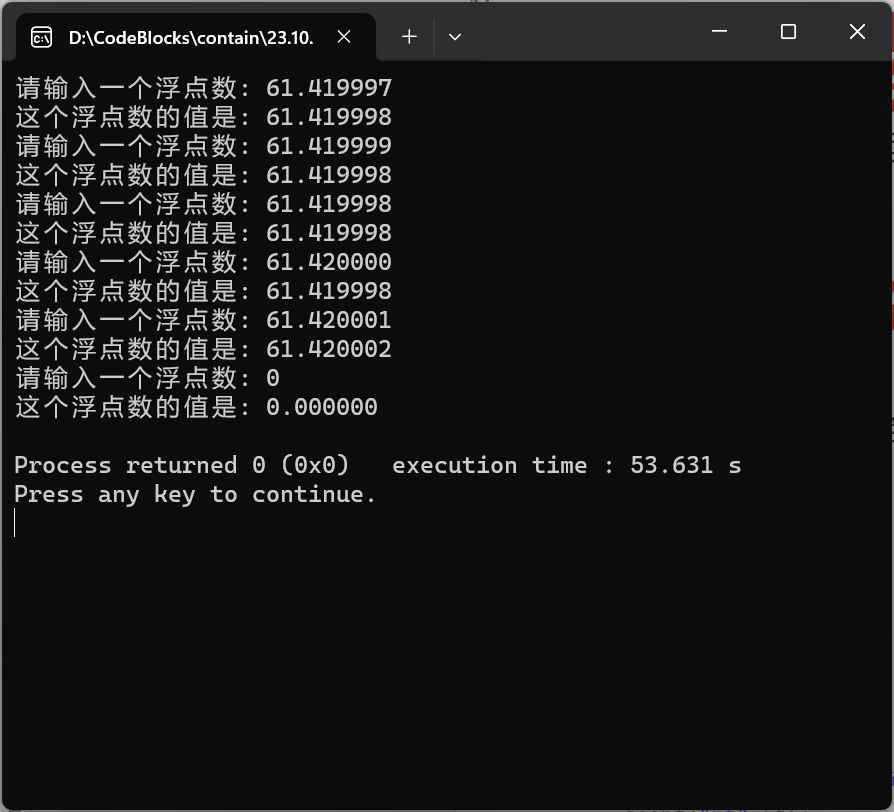 D:\CodeBlocks\contain\23.10.
请输入一个浮点数: 61.419997
这个浮点数的值是: 61.419998
请输入一个浮点数: 61.419999
这个浮点数的值是: 61.419998
请输入一个浮点数: 61.419998
这个浮点数的值是: 61.419998
请输入一个浮点数: 61.420000
这个浮点数的值是: 61.419998
请输入一个浮点数: 61.420001
这个浮点数的值是: 61.420002
请输入一个浮点数: 0
这个浮点数的值是: 0.000000
Process returned 0 (0x0)   execution time : 53.631 s
Press any key to continue.